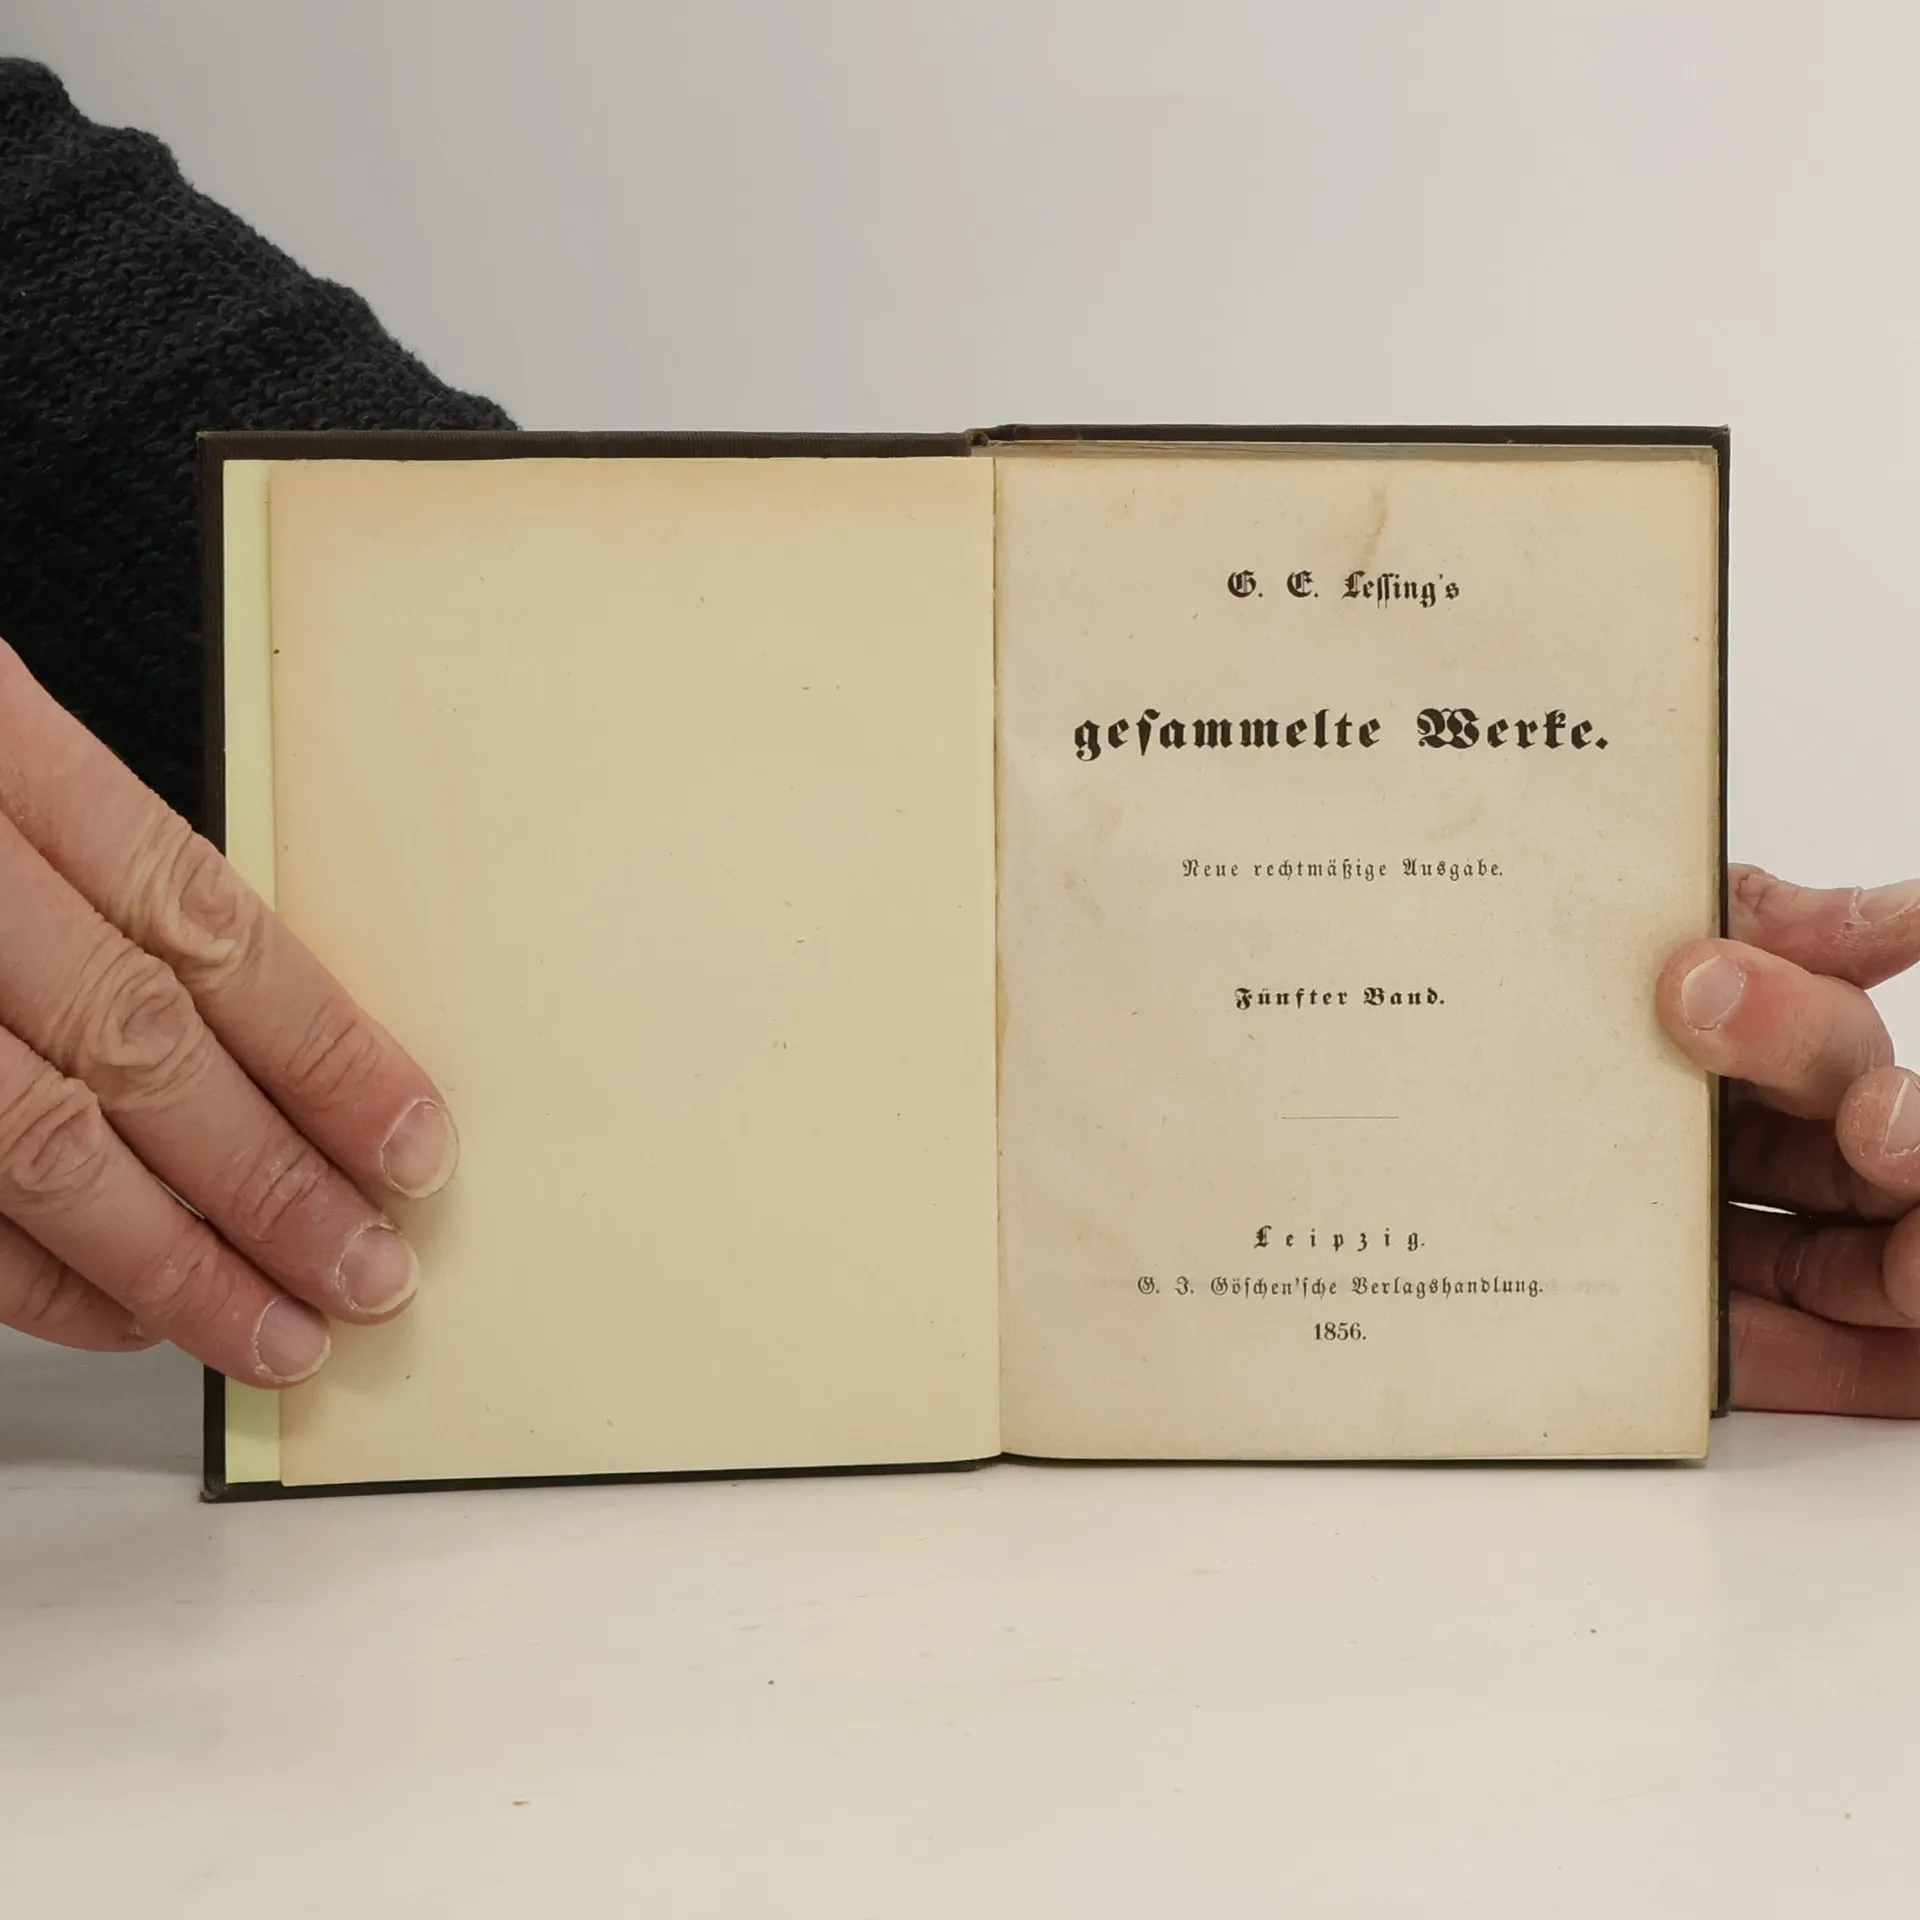 G. E. Leſſing's
geſammelte Werke.
Neue rechtmäßige Ausgabe.
Fünfter Band.
Leipzig.
G. J. Göſchen'ſche Verlagshandlung.
1856.